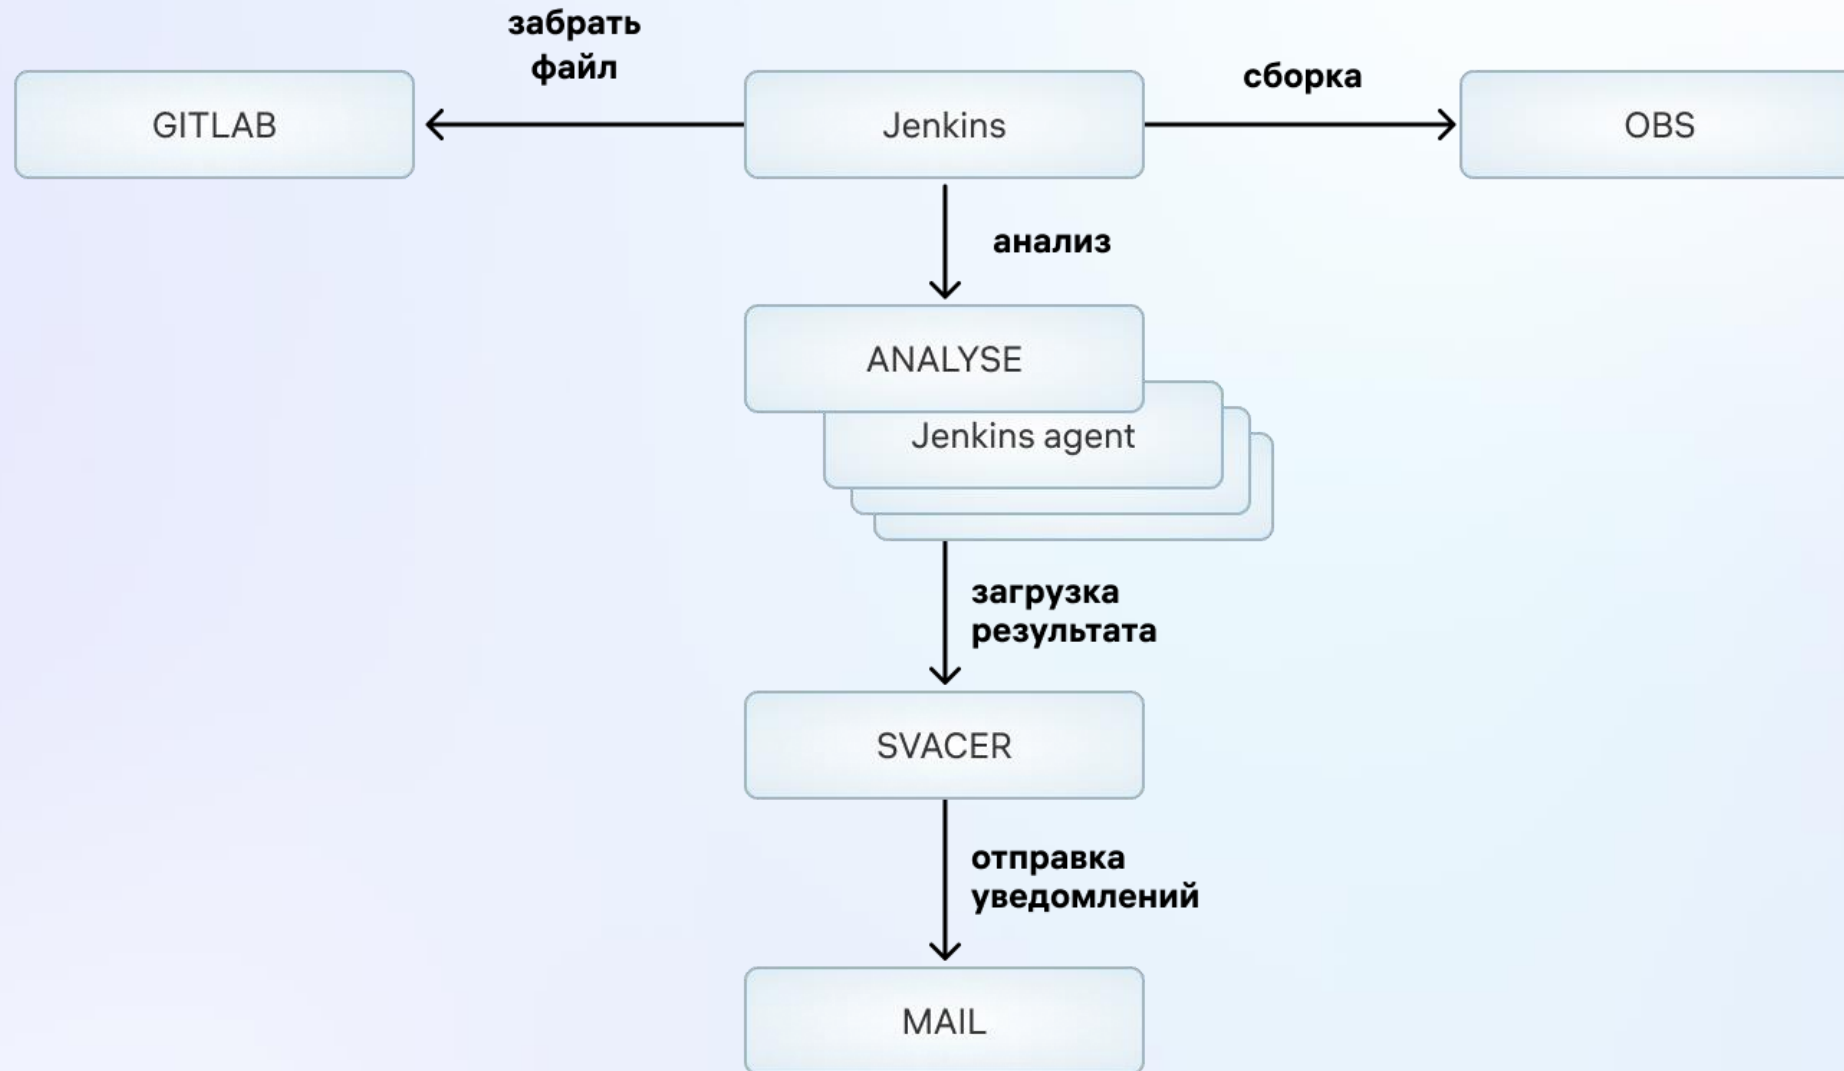 забрать
файл
GITLAB
Jenkins
сборка
OBS
анализ
ANALYSE
Jenkins agent
загрузка
результата
SVACER
отправка
уведомлений
MAIL